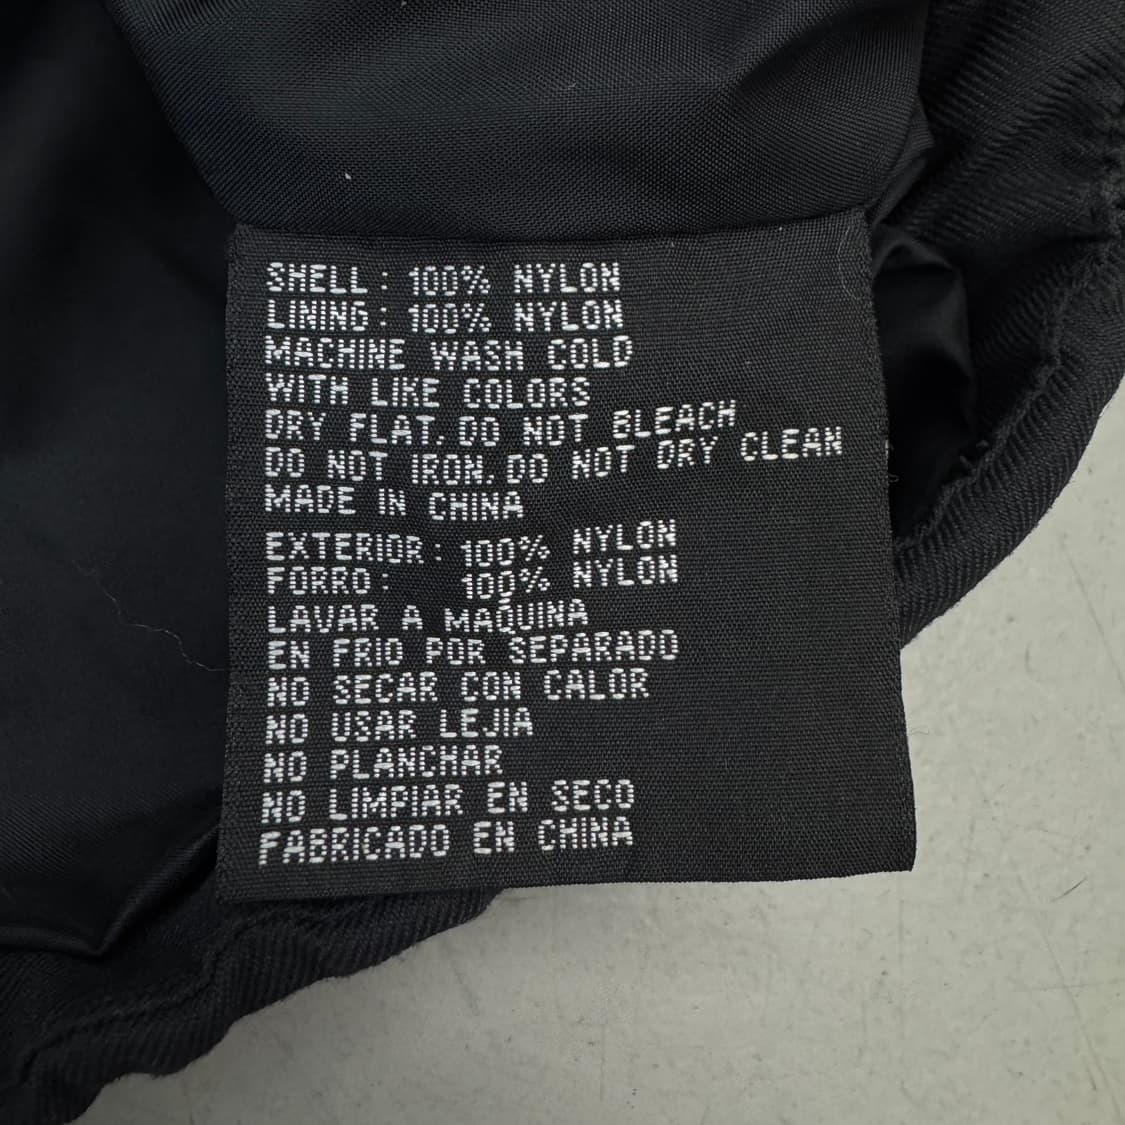 SHELL: 100% NYLON
LINING: 100% NYLON
MACHINE WASH COLD
WITH LIKE COLORS
DRY FLAT. DO NOT BLEACH
DO NOT IRON. DO NOT DRY CLEAN
MADE IN CHINA
EXTERIOR: 100% NYLON
FORRO: 100% NYLON
LAVAR A MÁQUINA
EN FRIO POR SEPARADO
NO SECAR CON CALOR
NO USAR LEJIA
NO PLANCHAR
NO LIMPIAR EN SECO
FABRICADO EN CHINA